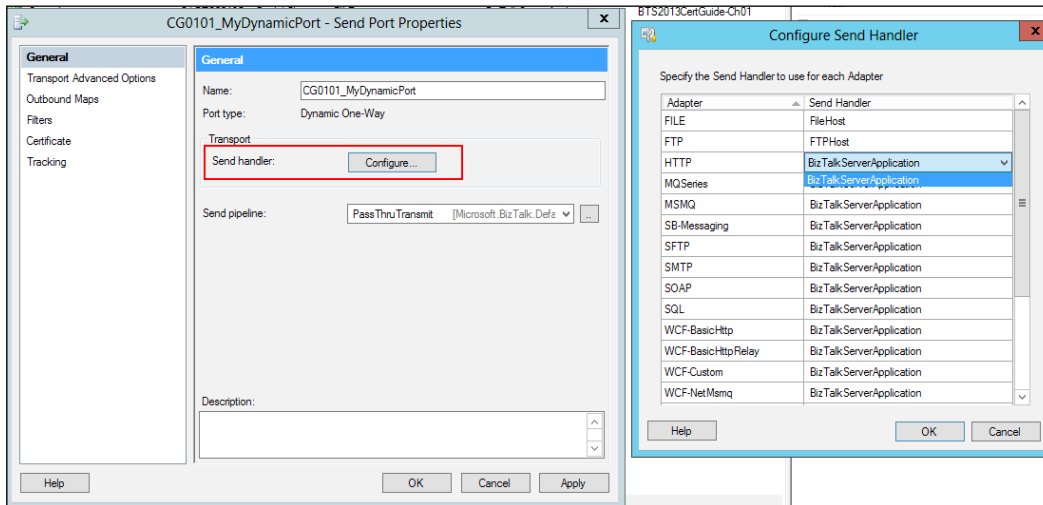 CG0101_MyDynamicPort - Send Port Properties
x
General
Transport Advanced Options
Outbound Maps
Filters
Certificate
Tracking
General
Name: CG0101_MyDynamicPort
Port type: Dynamic One-Way
Transport
Send handler: Configure...
Send pipeline: PassThruTransmit [Microsoft.BizTalk.Defa ...
Description:
Help OK Cancel Apply
BTS2013CertGuide-Ch01
Configure Send Handler
x
Specify the Send Handler to use for each Adapter
Adapter Send Handler
FILE FileHost
FTP FTPHost
HTTP BizTalkServerApplication
BizTalkServerApplication
MQSeries
MSMQ BizTalkServerApplication
SB-Messaging BizTalkServerApplication
SFTP BizTalkServerApplication
SMTP BizTalkServerApplication
SOAP BizTalkServerApplication
SQL BizTalkServerApplication
WCF-BasicHttp BizTalkServerApplication
WCF-BasicHttpRelay BizTalkServerApplication
WCF-Custom BizTalkServerApplication
WCF-NetMsmq BizTalkServerApplication
Help OK Cancel